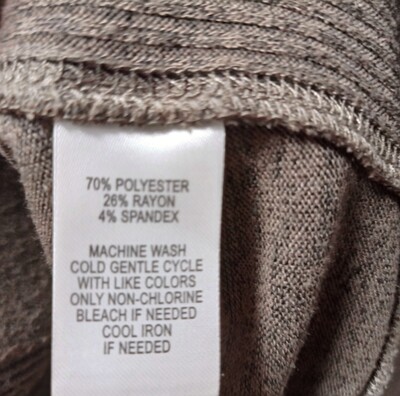 70% POLYESTER
26% RAYON
4% SPANDEX
MACHINE WASH
COLD GENTLE CYCLE
WITH LIKE COLORS
ONLY NON-CHLORINE
BLEACH IF NEEDED
COOL IRON
IF NEEDED